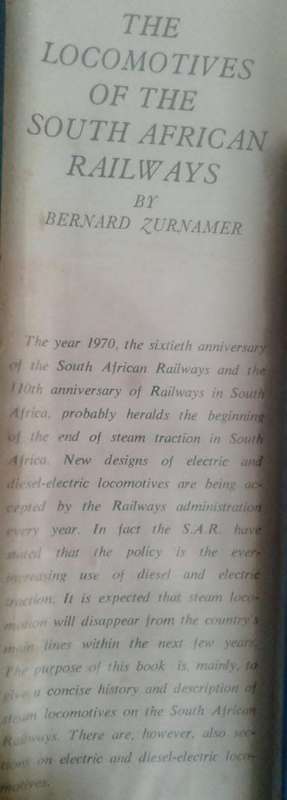 THE
LOCOMOTIVES
OF THE
SOUTH AFRICAN
RAILWAYS
BY
BERNARD ZURNAMER
The year 1970, the sixtieth anniversary
of the South African Railways and the
110th anniversary of Railways in South
Africa, probably heralds the beginning
of the end of steam traction in South
Africa. New designs of electric and
diesel-electric locomotives are being ac-
cepted by the Railways administration
every year. In fact the S.A.R. have
stated that the policy is the ever-
increasing use of diesel and electric
traction. It is expected that steam loco-
motion will disappear from the country's
main lines within the next few years.
The purpose of this book is, mainly, to
give a concise history and description of
steam locomotives on the South African
Railways. There are, however, also sec-
tions on electric and diesel-electric loco-
motives.